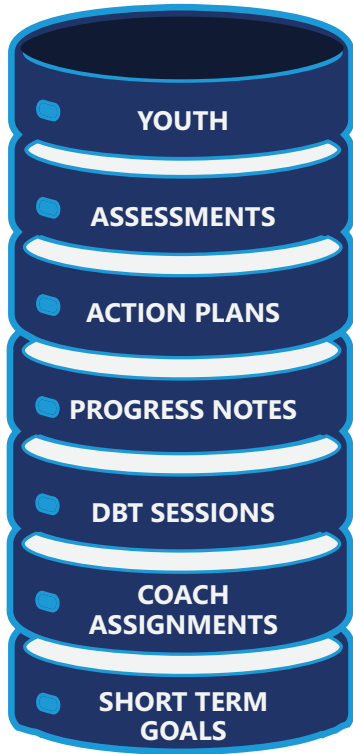 YOUTH
ASSESSMENTS
ACTION PLANS
PROGRESS NOTES
DBT SESSIONS
COACH
ASSIGNMENTS
SHORT TERM
GOALS